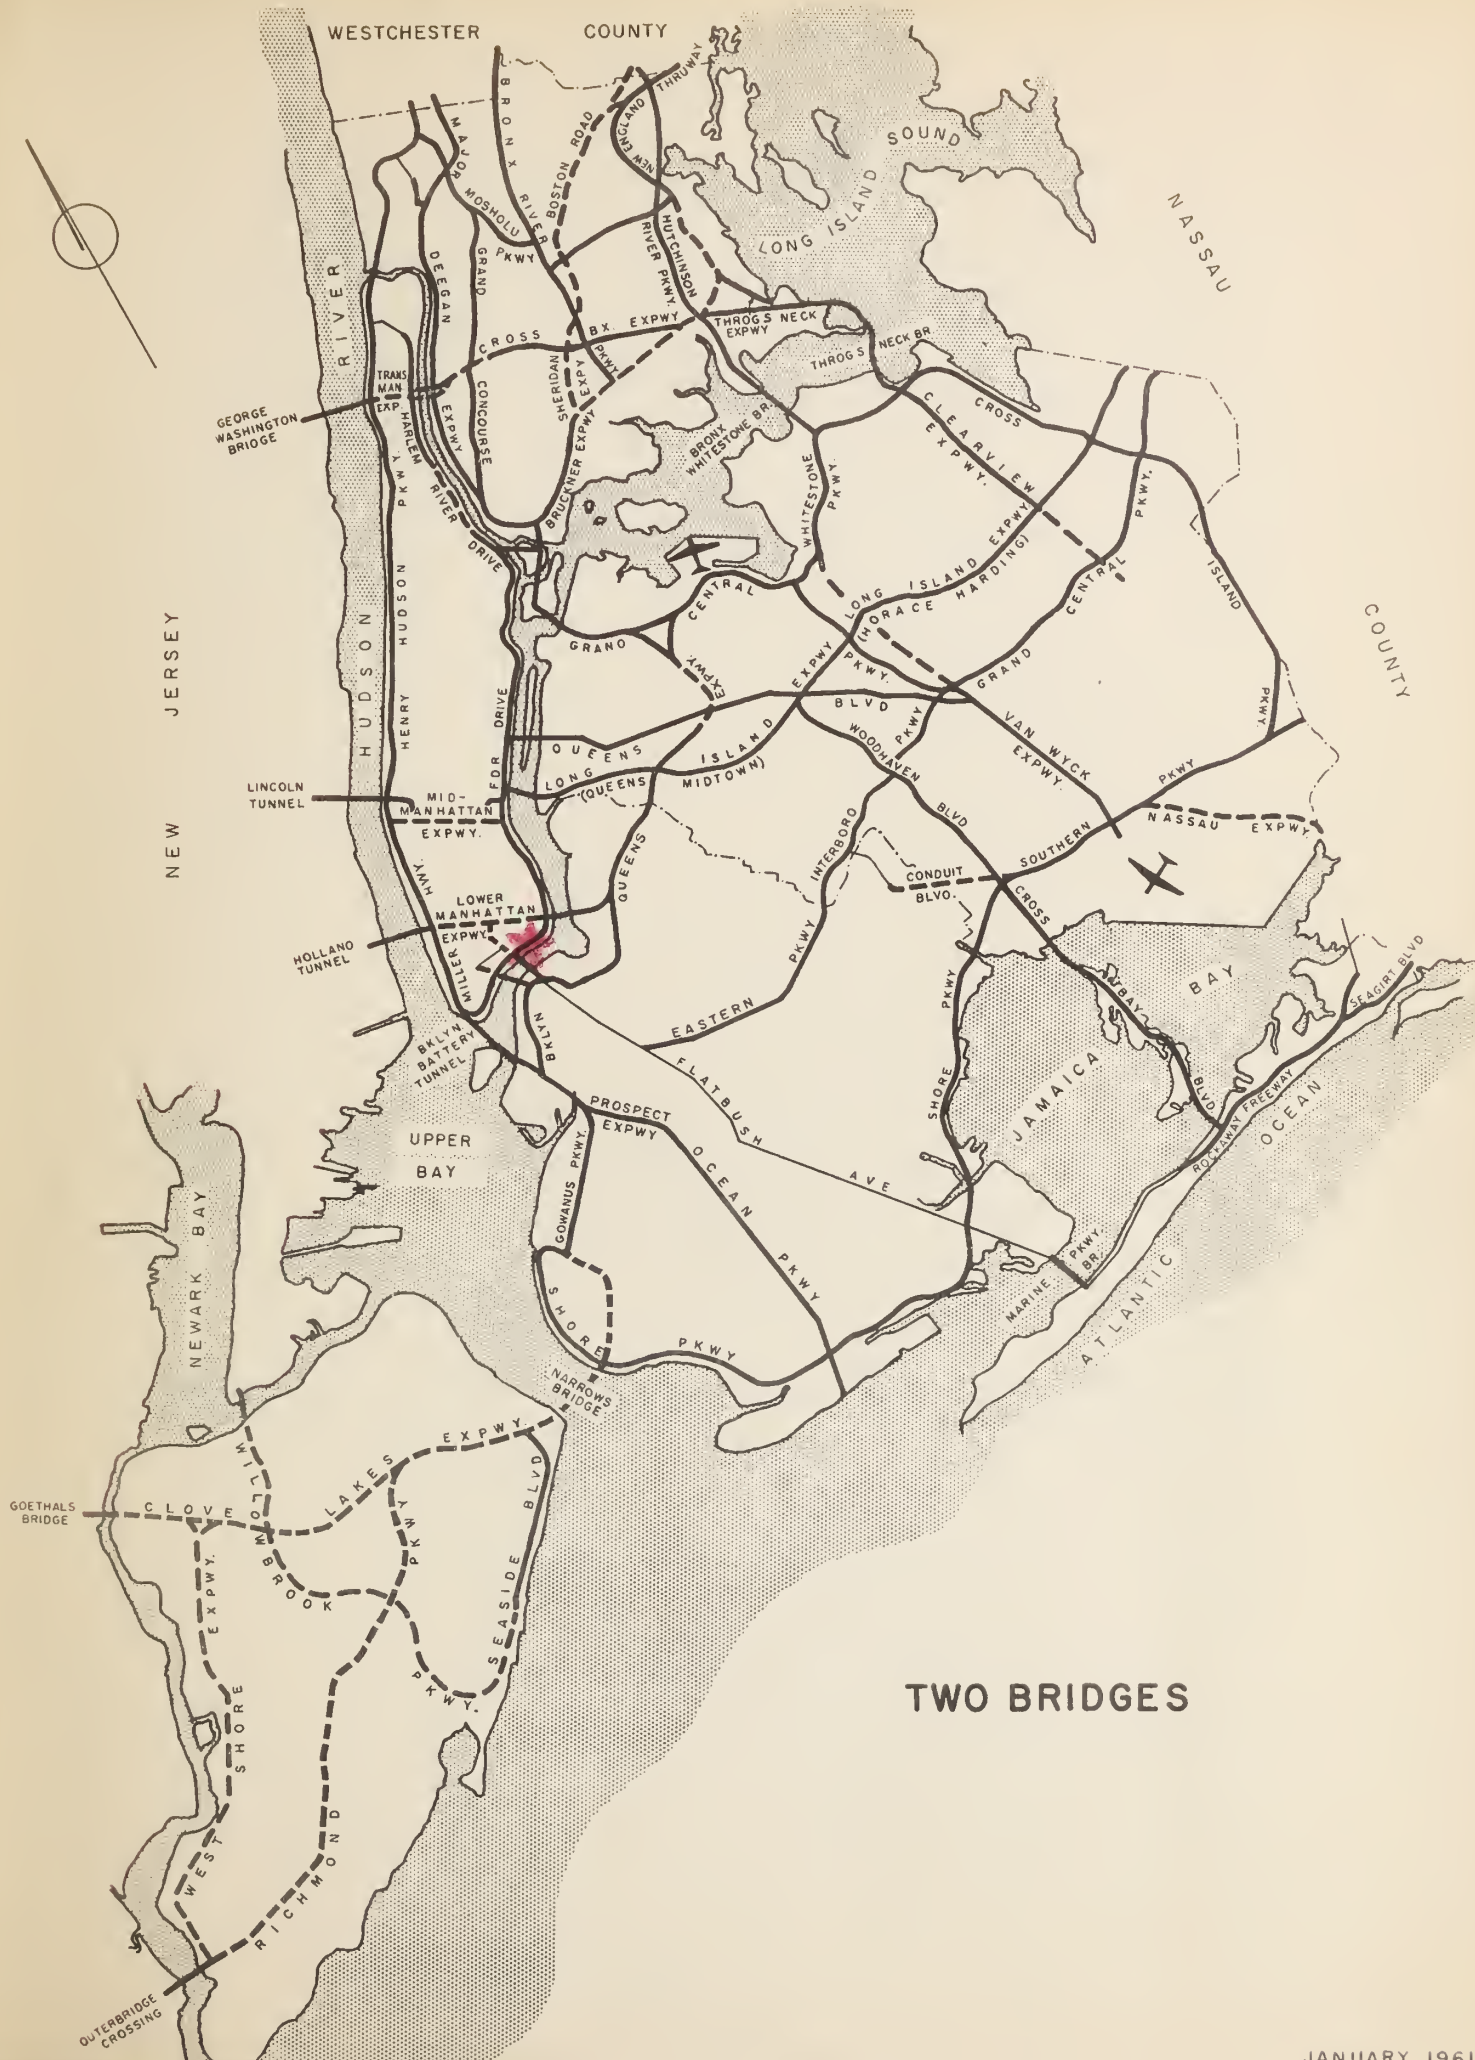 WESTCHESTER COUNTY
BRONX RIVER PKWY
MAJOR
DEEGAN
EXPWY
MOSHOLU
PKWY
GRAND
CONCOURSE
BOSTON ROAD
NEW ENGLAND THRUWAY
HUTCHINSON
RIVER PKWY.
LONG ISLAND SOUND
NASSAU
COUNTY
CROSS BX. EXPWY
THROGS NECK
EXPWY
THROGS NECK BR
SHERIDAN
EXPY
BRUCKNER EXPWY
BRONX
WHITESTONE BR.
TRANS
MAN
EXP.
HARLEM
RIVER
DRIVE
GEORGE
WASHINGTON
BRIDGE
HUDSON
RIVER
HENRY HUDSON PKWY
NEW JERSEY
WHITESTONE
PKWY.
CLEARVIEW
EXPWY.
CROSS
ISLAND
PKWY
LONG ISLAND EXPWY
(HORACE HARDING)
GRAND CENTRAL
PKWY.
GRAND CENTRAL
PKWY.
EXPWY.
EXPWY
BLVD
QUEENS
LONG ISLAND
(QUEENS MIDTOWN)
FDR DRIVE
WOODHAVEN
BLVD
PKWY
VAN WYCK
EXPWY.
LINCOLN
TUNNEL
MID-
MANHATTAN
EXPWY.
QUEENS
INTERBORO
PKWY
CONDUIT
BLVD.
SOUTHERN
PKWY
NASSAU EXPWY.
HWY.
MILLER
LOWER
MANHATTAN
EXPWY
HOLLAND
TUNNEL
BKLYN
BATTERY
TUNNEL
BKLYN
EASTERN
PKWY
FLATBUSH
AVE
CROSS
BAY
BLVD
JAMAICA
BAY
SEAGIRT BLVD
ROCKAWAY FREEWAY
ATLANTIC
OCEAN
SHORE
PKWY
PROSPECT
EXPWY
OCEAN
PKWY
GOWANUS PKWY.
UPPER
BAY
NEWARK BAY
SHORE
PKWY
MARINE PKWY.
BR.
NARROWS
BRIDGE
GOETHALS
BRIDGE
CLOVE LAKES EXPWY
WILLOWBROOK
PKWY.
SEASIDE BLVD
WEST SHORE
EXPWY.
RICHMOND
PKWY
OUTERBRIDGE
CROSSING
TWO BRIDGES
JANUARY 1961